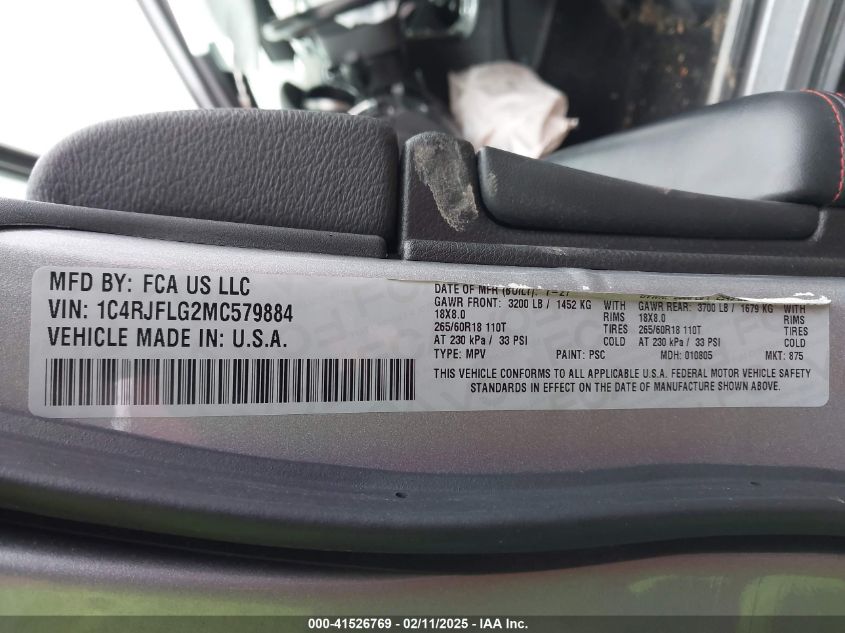 MFD BY: FCA US LLC
VIN: 1C4RJFLG2MC579884
VEHICLE MADE IN: U.S.A.
DATE OF MFR (BUILT): 1-21
GAWR FRONT: 3200 LB / 1452 KG WITH
18X8.0 RIMS
265/60R18 110T TIRES
AT 230 kPa / 33 PSI COLD
GAWR REAR: 3700 LB / 1679 KG WITH
18X8.0 RIMS
265/60R18 110T TIRES
AT 230 kPa / 33 PSI COLD
TYPE: MPV PAINT: PSC MDH: 010805 MKT: 875
THIS VEHICLE CONFORMS TO ALL APPLICABLE U.S.A. FEDERAL MOTOR VEHICLE SAFETY
STANDARDS IN EFFECT ON THE DATE OF MANUFACTURE SHOWN ABOVE.
000-41526769 - 02/11/2025 - IAA Inc.